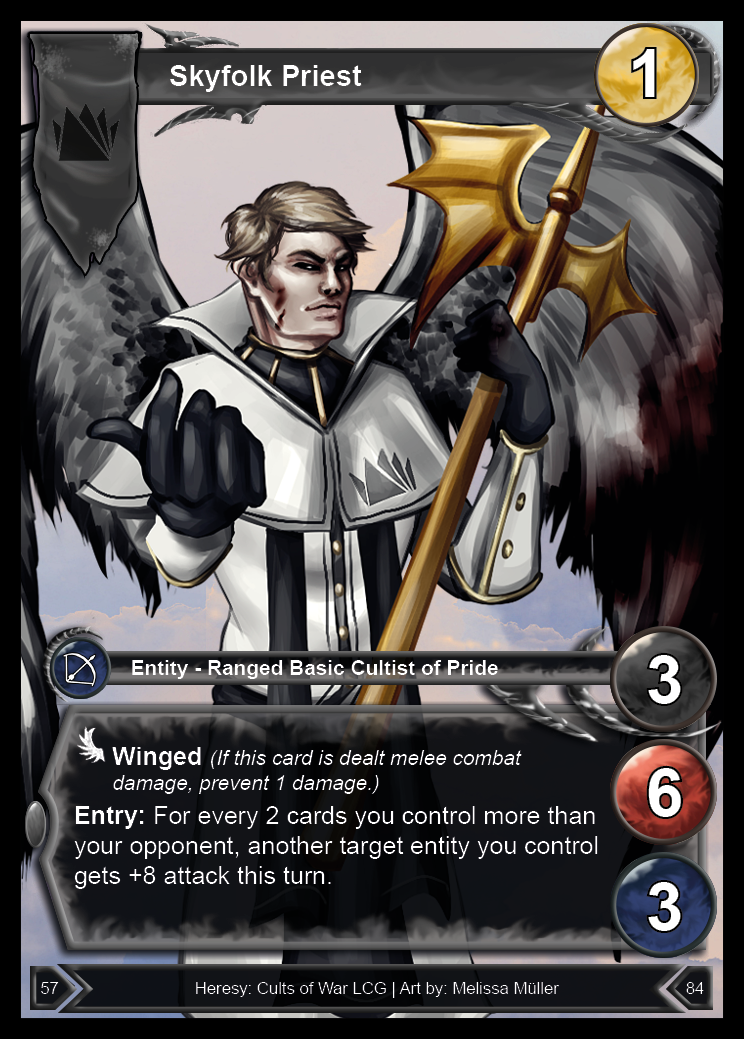 Skyfolk Priest
1
Entity - Ranged Basic Cultist of Pride
3
Winged (If this card is dealt melee combat
damage, prevent 1 damage.)
6
Entry: For every 2 cards you control more than
your opponent, another target entity you control
gets +8 attack this turn.
3
57
Heresy: Cults of War LCG | Art by: Melissa Müller
84